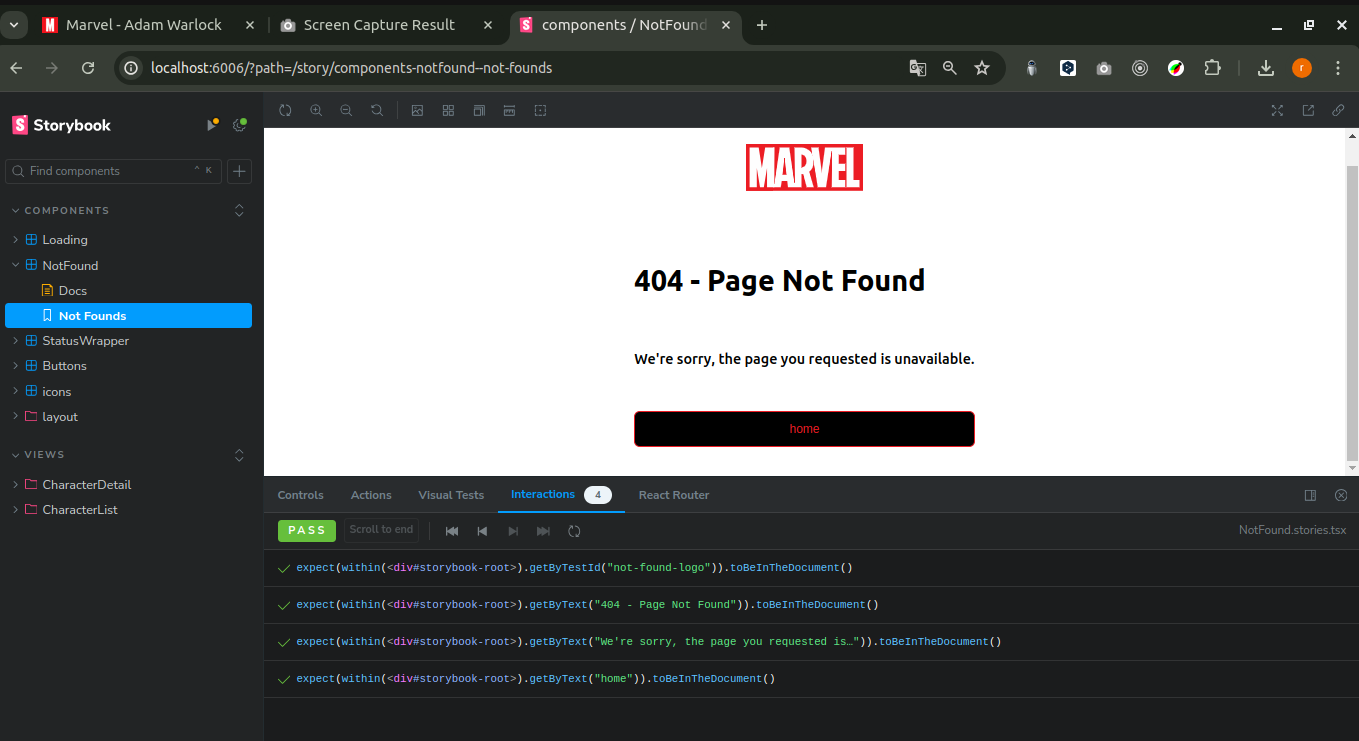 Marvel - Adam Warlock
Screen Capture Result
components / NotFound
localhost:6006/?path=/story/components-notfound--not-founds
r
Storybook
Find components
^ K
COMPONENTS
Loading
NotFound
Docs
Not Founds
StatusWrapper
Buttons
icons
layout
VIEWS
CharacterDetail
CharacterList
MARVEL
404 - Page Not Found
We're sorry, the page you requested is unavailable.
home
Controls Actions Visual Tests Interactions 4 React Router
PASS Scroll to end NotFound.stories.tsx
expect(within(<div#storybook-root>).getByTestId("not-found-logo")).toBeInTheDocument()
expect(within(<div#storybook-root>).getByText("404 - Page Not Found")).toBeInTheDocument()
expect(within(<div#storybook-root>).getByText("We're sorry, the page you requested is…")).toBeInTheDocument()
expect(within(<div#storybook-root>).getByText("home")).toBeInTheDocument()